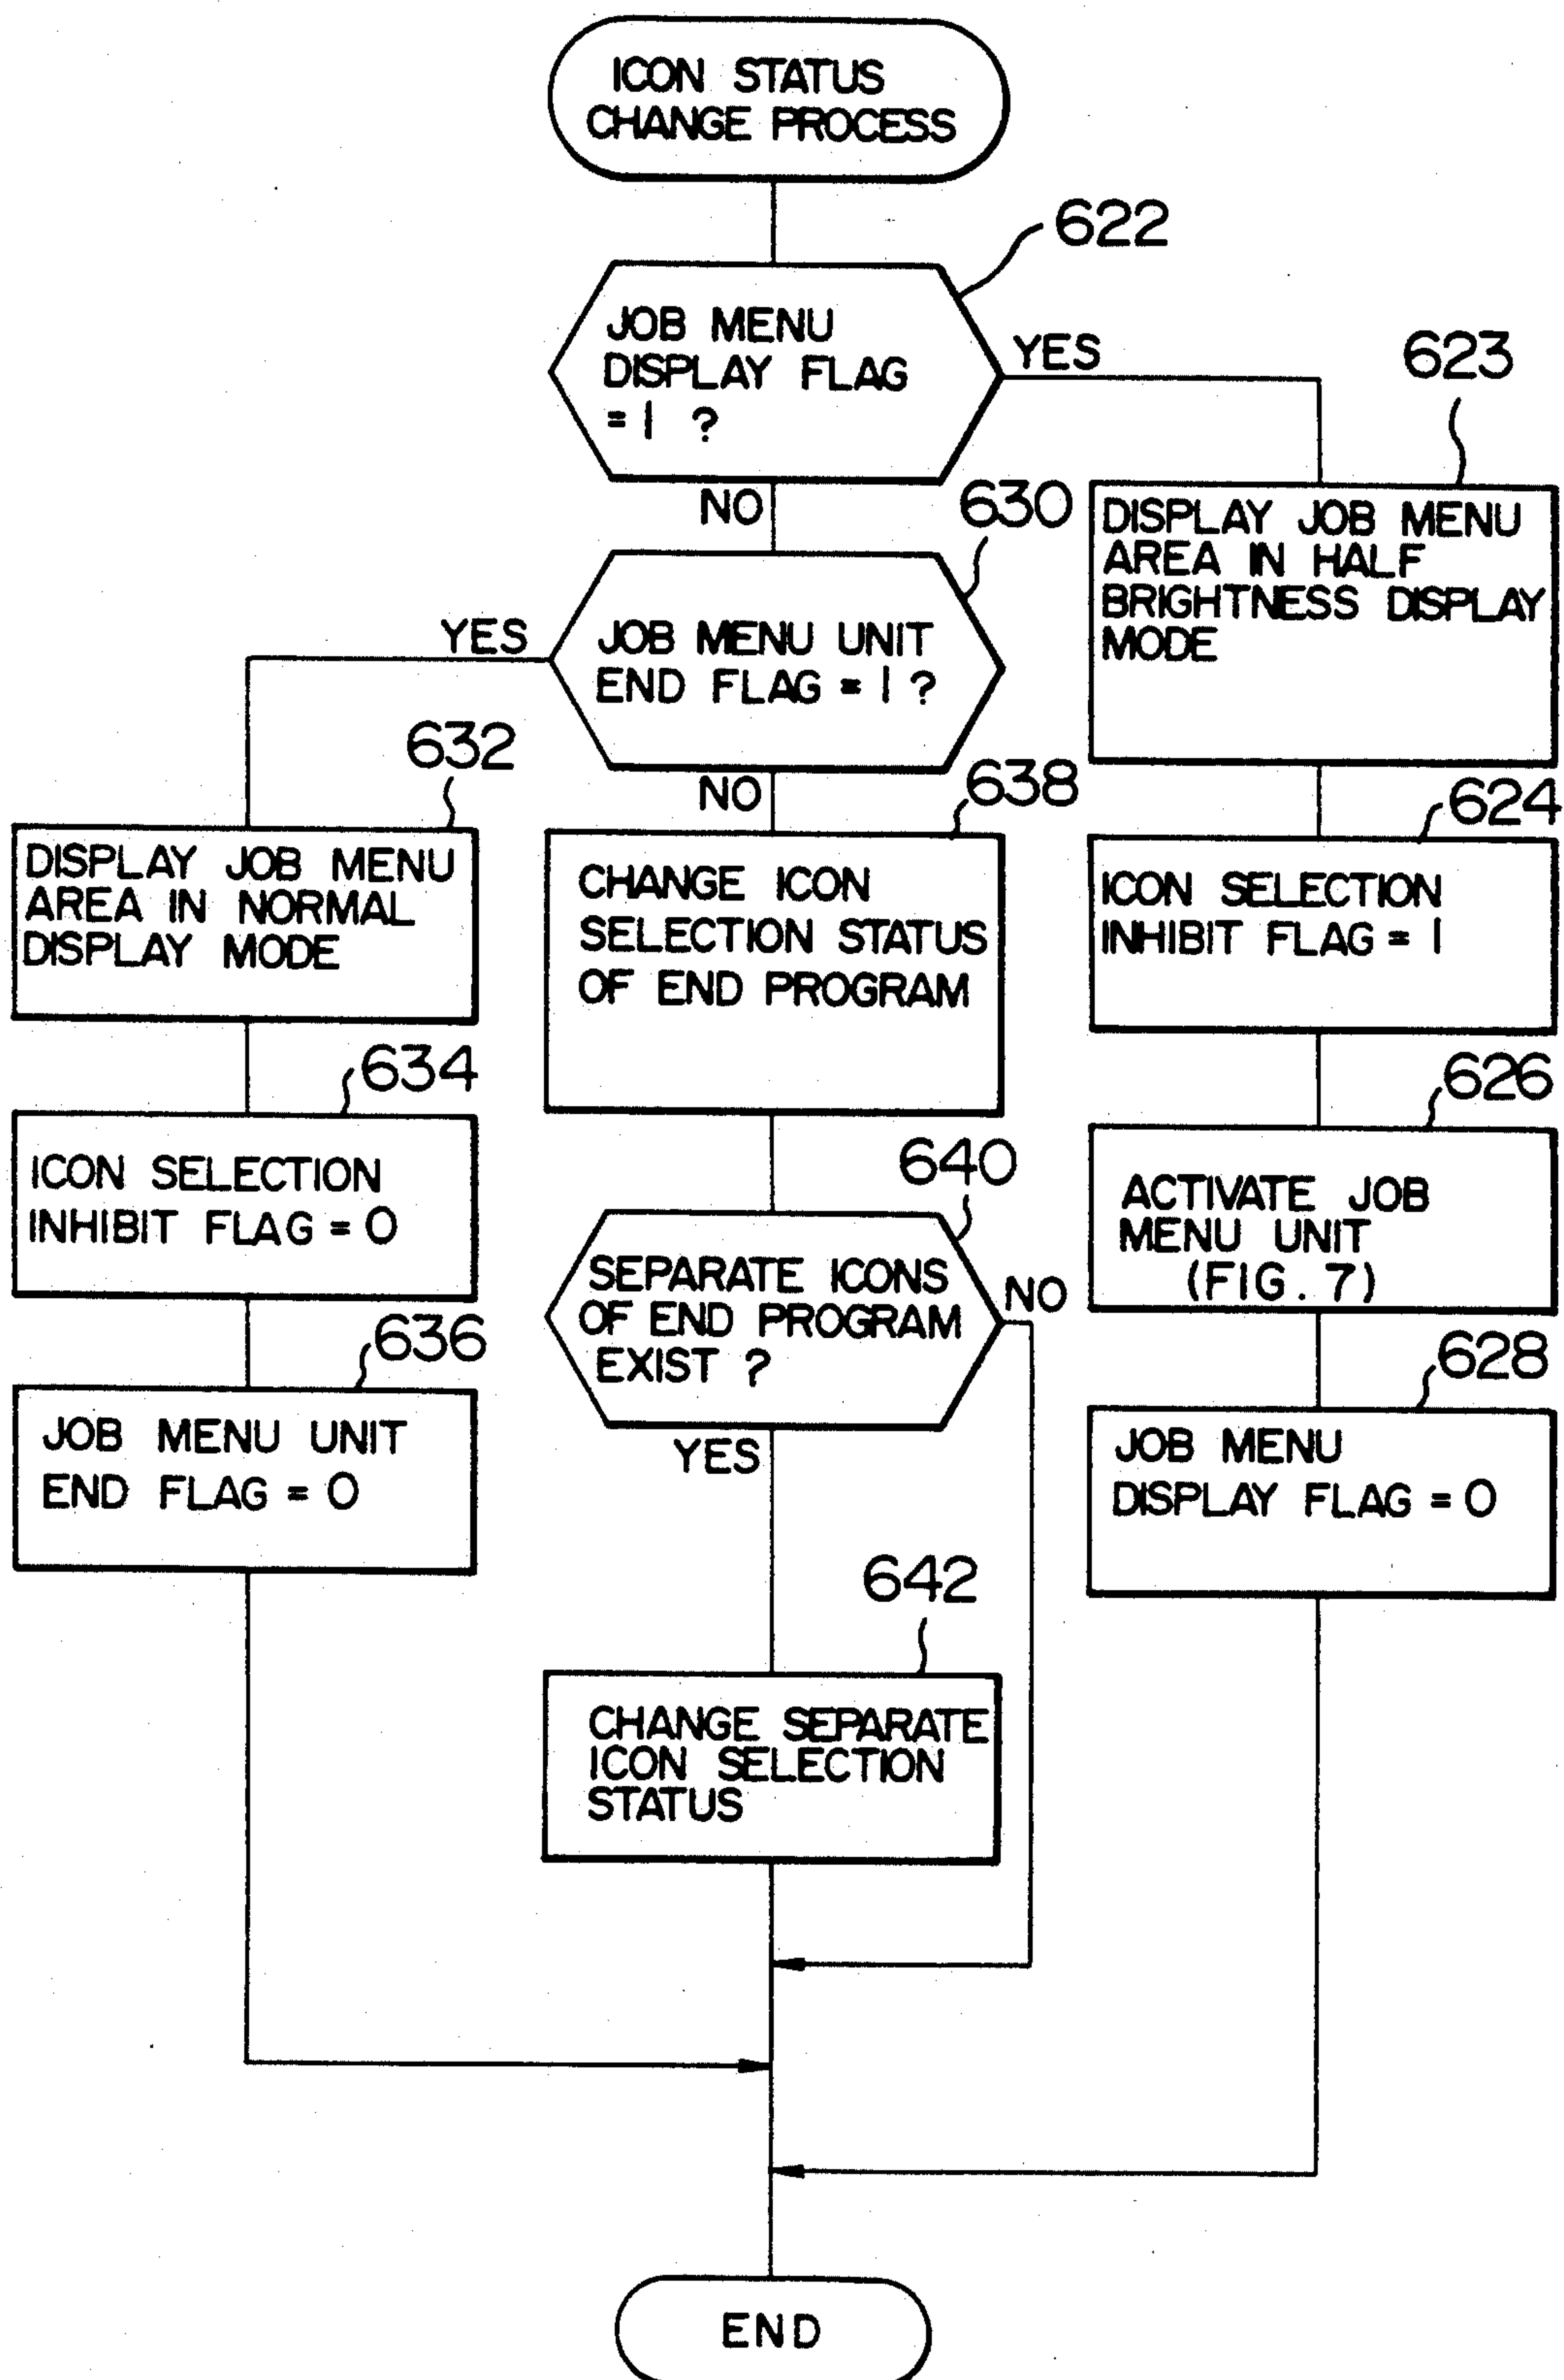 ICON STATUS
CHANGE PROCESS
622
JOB MENU
DISPLAY FLAG
= 1 ?
YES
NO
623
DISPLAY JOB MENU
AREA IN HALF
BRIGHTNESS DISPLAY
MODE
630
JOB MENU UNIT
END FLAG = 1 ?
YES
NO
632
DISPLAY JOB MENU
AREA IN NORMAL
DISPLAY MODE
638
CHANGE ICON
SELECTION STATUS
OF END PROGRAM
624
ICON SELECTION
INHIBIT FLAG = 1
634
ICON SELECTION
INHIBIT FLAG = 0
640
SEPARATE ICONS
OF END PROGRAM
EXIST ?
NO
YES
626
ACTIVATE JOB
MENU UNIT
(FIG. 7)
636
JOB MENU UNIT
END FLAG = 0
628
JOB MENU
DISPLAY FLAG = 0
642
CHANGE SEPARATE
ICON SELECTION
STATUS
END